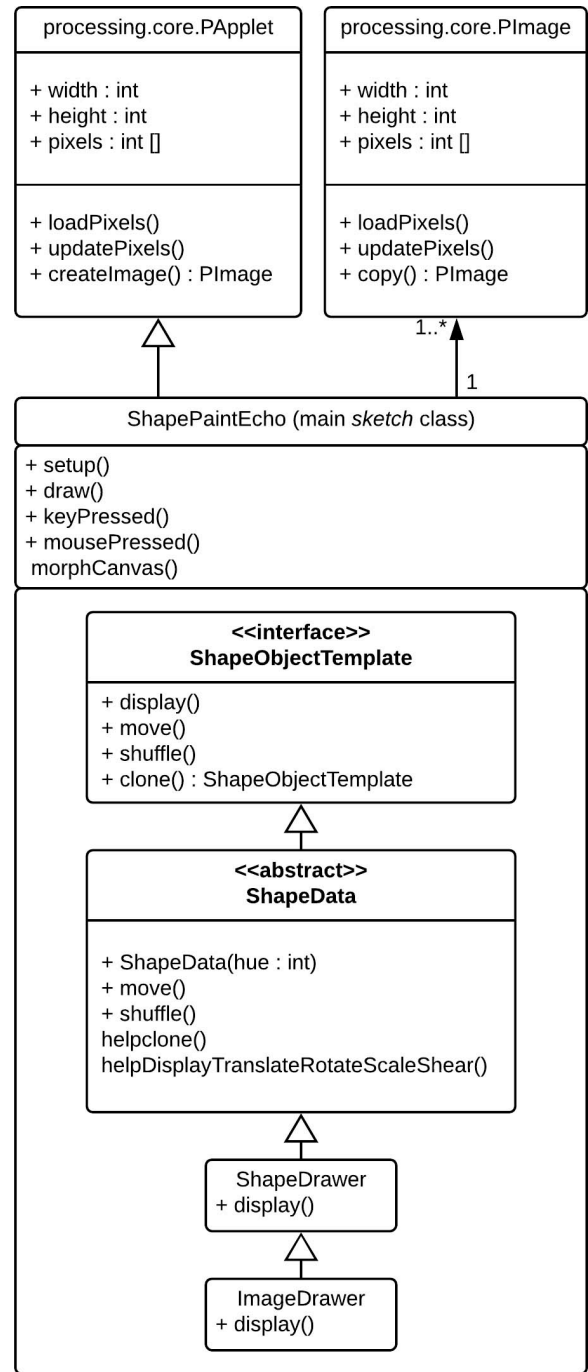 processing.core.PApplet
+ width : int
+ height : int
+ pixels : int []
+ loadPixels()
+ updatePixels()
+ createImage() : PImage
processing.core.PImage
+ width : int
+ height : int
+ pixels : int []
+ loadPixels()
+ updatePixels()
+ copy() : PImage
1..*
1
ShapePaintEcho (main sketch class)
+ setup()
+ draw()
+ keyPressed()
+ mousePressed()
morphCanvas()
<<interface>>
ShapeObjectTemplate
+ display()
+ move()
+ shuffle()
+ clone() : ShapeObjectTemplate
<<abstract>>
ShapeData
+ ShapeData(hue : int)
+ move()
+ shuffle()
helpclone()
helpDisplayTranslateRotateScaleShear()
ShapeDrawer
+ display()
ImageDrawer
+ display()